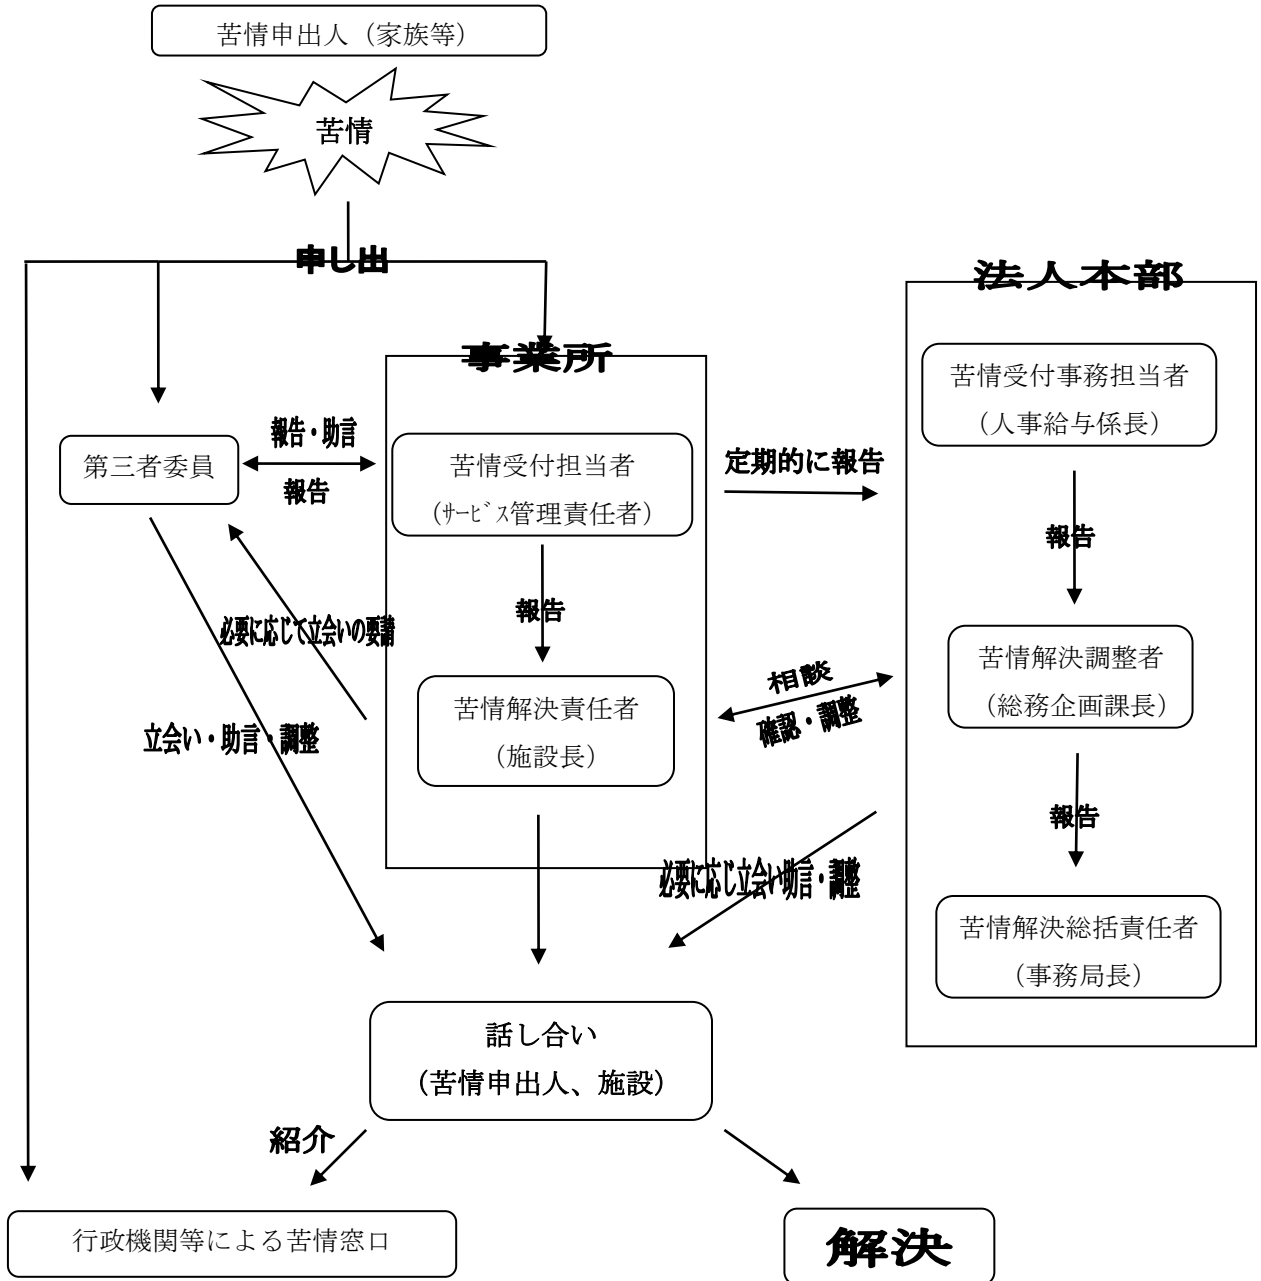 苦情申出人（家族等）
苦情
申し出
法人本部
事業所
苦情受付事務担当者
（人事給与係長）
報告・助言
第三者委員
報告
苦情受付担当者
（ｻｰﾋﾞｽ管理責任者）
定期的に報告
報告
報告
必要に応じて立会いの要請
苦情解決調整者
（総務企画課長）
相談
確認・調整
苦情解決責任者
（施設長）
立会い・助言・調整
報告
必要に応じ立会い助言・調整
苦情解決総括責任者
（事務局長）
話し合い
（苦情申出人、施設）
紹介
行政機関等による苦情窓口
解決